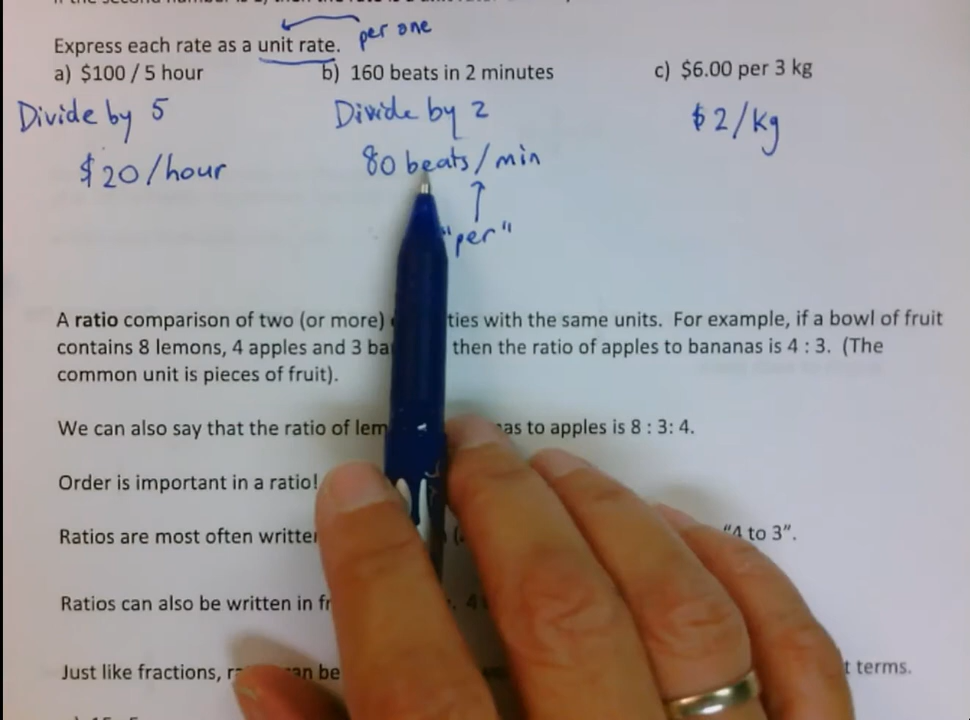 per one
Express each rate as a unit rate.
a) $100 / 5 hour b) 160 beats in 2 minutes c) $6.00 per 3 kg
Divide by 5 Divide by 2 $2/kg
$20/hour 80 beats/min
"per"
A ratio comparison of two (or more) ties with the same units. For example, if a bowl of fruit
contains 8 lemons, 4 apples and 3 ba then the ratio of apples to bananas is 4 : 3. (The
common unit is pieces of fruit).
We can also say that the ratio of lem as to apples is 8 : 3: 4.
Order is important in a ratio!
Ratios are most often writte "4 to 3".
Ratios can also be written in fr 4
Just like fractions, an be t terms.